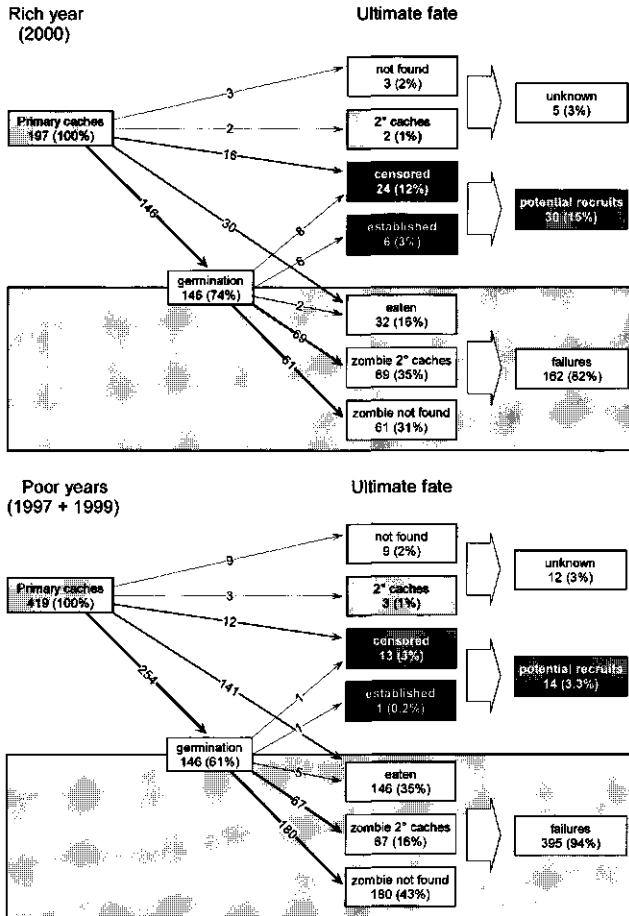 Rich year
(2000)
Ultimate fate
not found
3 (2%)
unknown
5 (3%)
3
Primary caches
197 (100%)
2
2° caches
2 (1%)
16
censored
24 (12%)
potential recruits
30 (15%)
146
30
8
established
6 (3%)
6
germination
146 (74%)
2
eaten
32 (16%)
69
zombie 2° caches
69 (35%)
failures
162 (82%)
61
zombie not found
61 (31%)
Poor years
(1997 + 1999)
Ultimate fate
not found
9 (2%)
unknown
12 (3%)
9
Primary caches
419 (100%)
3
2° caches
3 (1%)
12
censored
13 (3%)
potential recruits
14 (3.3%)
254
141
1
established
1 (0.2%)
1
germination
146 (61%)
5
eaten
146 (35%)
67
zombie 2° caches
67 (16%)
failures
395 (94%)
180
zombie not found
180 (43%)